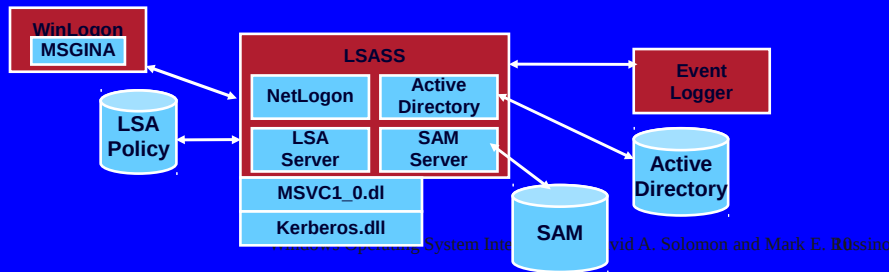 WinLogon
MSGINA
LSASS
NetLogon
Active
Directory
LSA
Server
SAM
Server
MSVC1_0.dl
Kerberos.dll
LSA
Policy
Event
Logger
Active
Directory
SAM
System
A. Solomon and Mark E. Russin